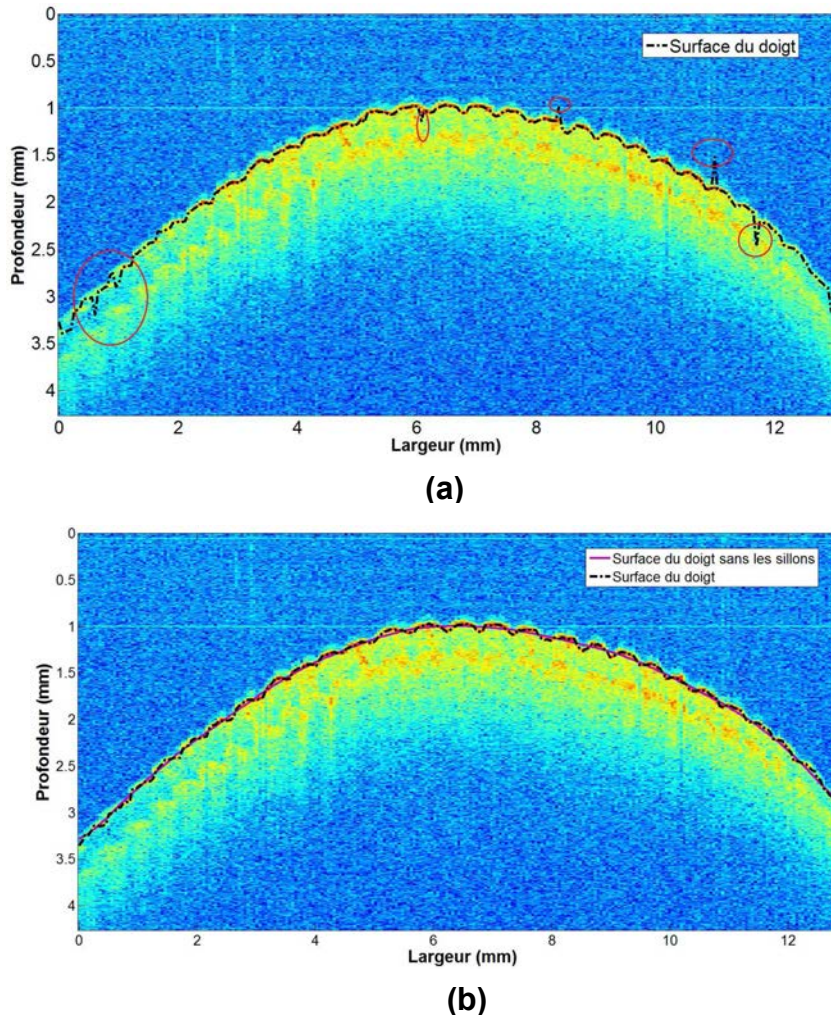 0
0.5
1
1.5
2
2.5
3
3.5
4
Profondeur (mm)
Surface du doigt
0 2 4 6 8 10 12
Largeur (mm)
(a)
0
0.5
1
1.5
2
2.5
3
3.5
4
Profondeur (mm)
Surface du doigt sans les sillons
Surface du doigt
0 2 4 6 8 10 12
Largeur (mm)
(b)